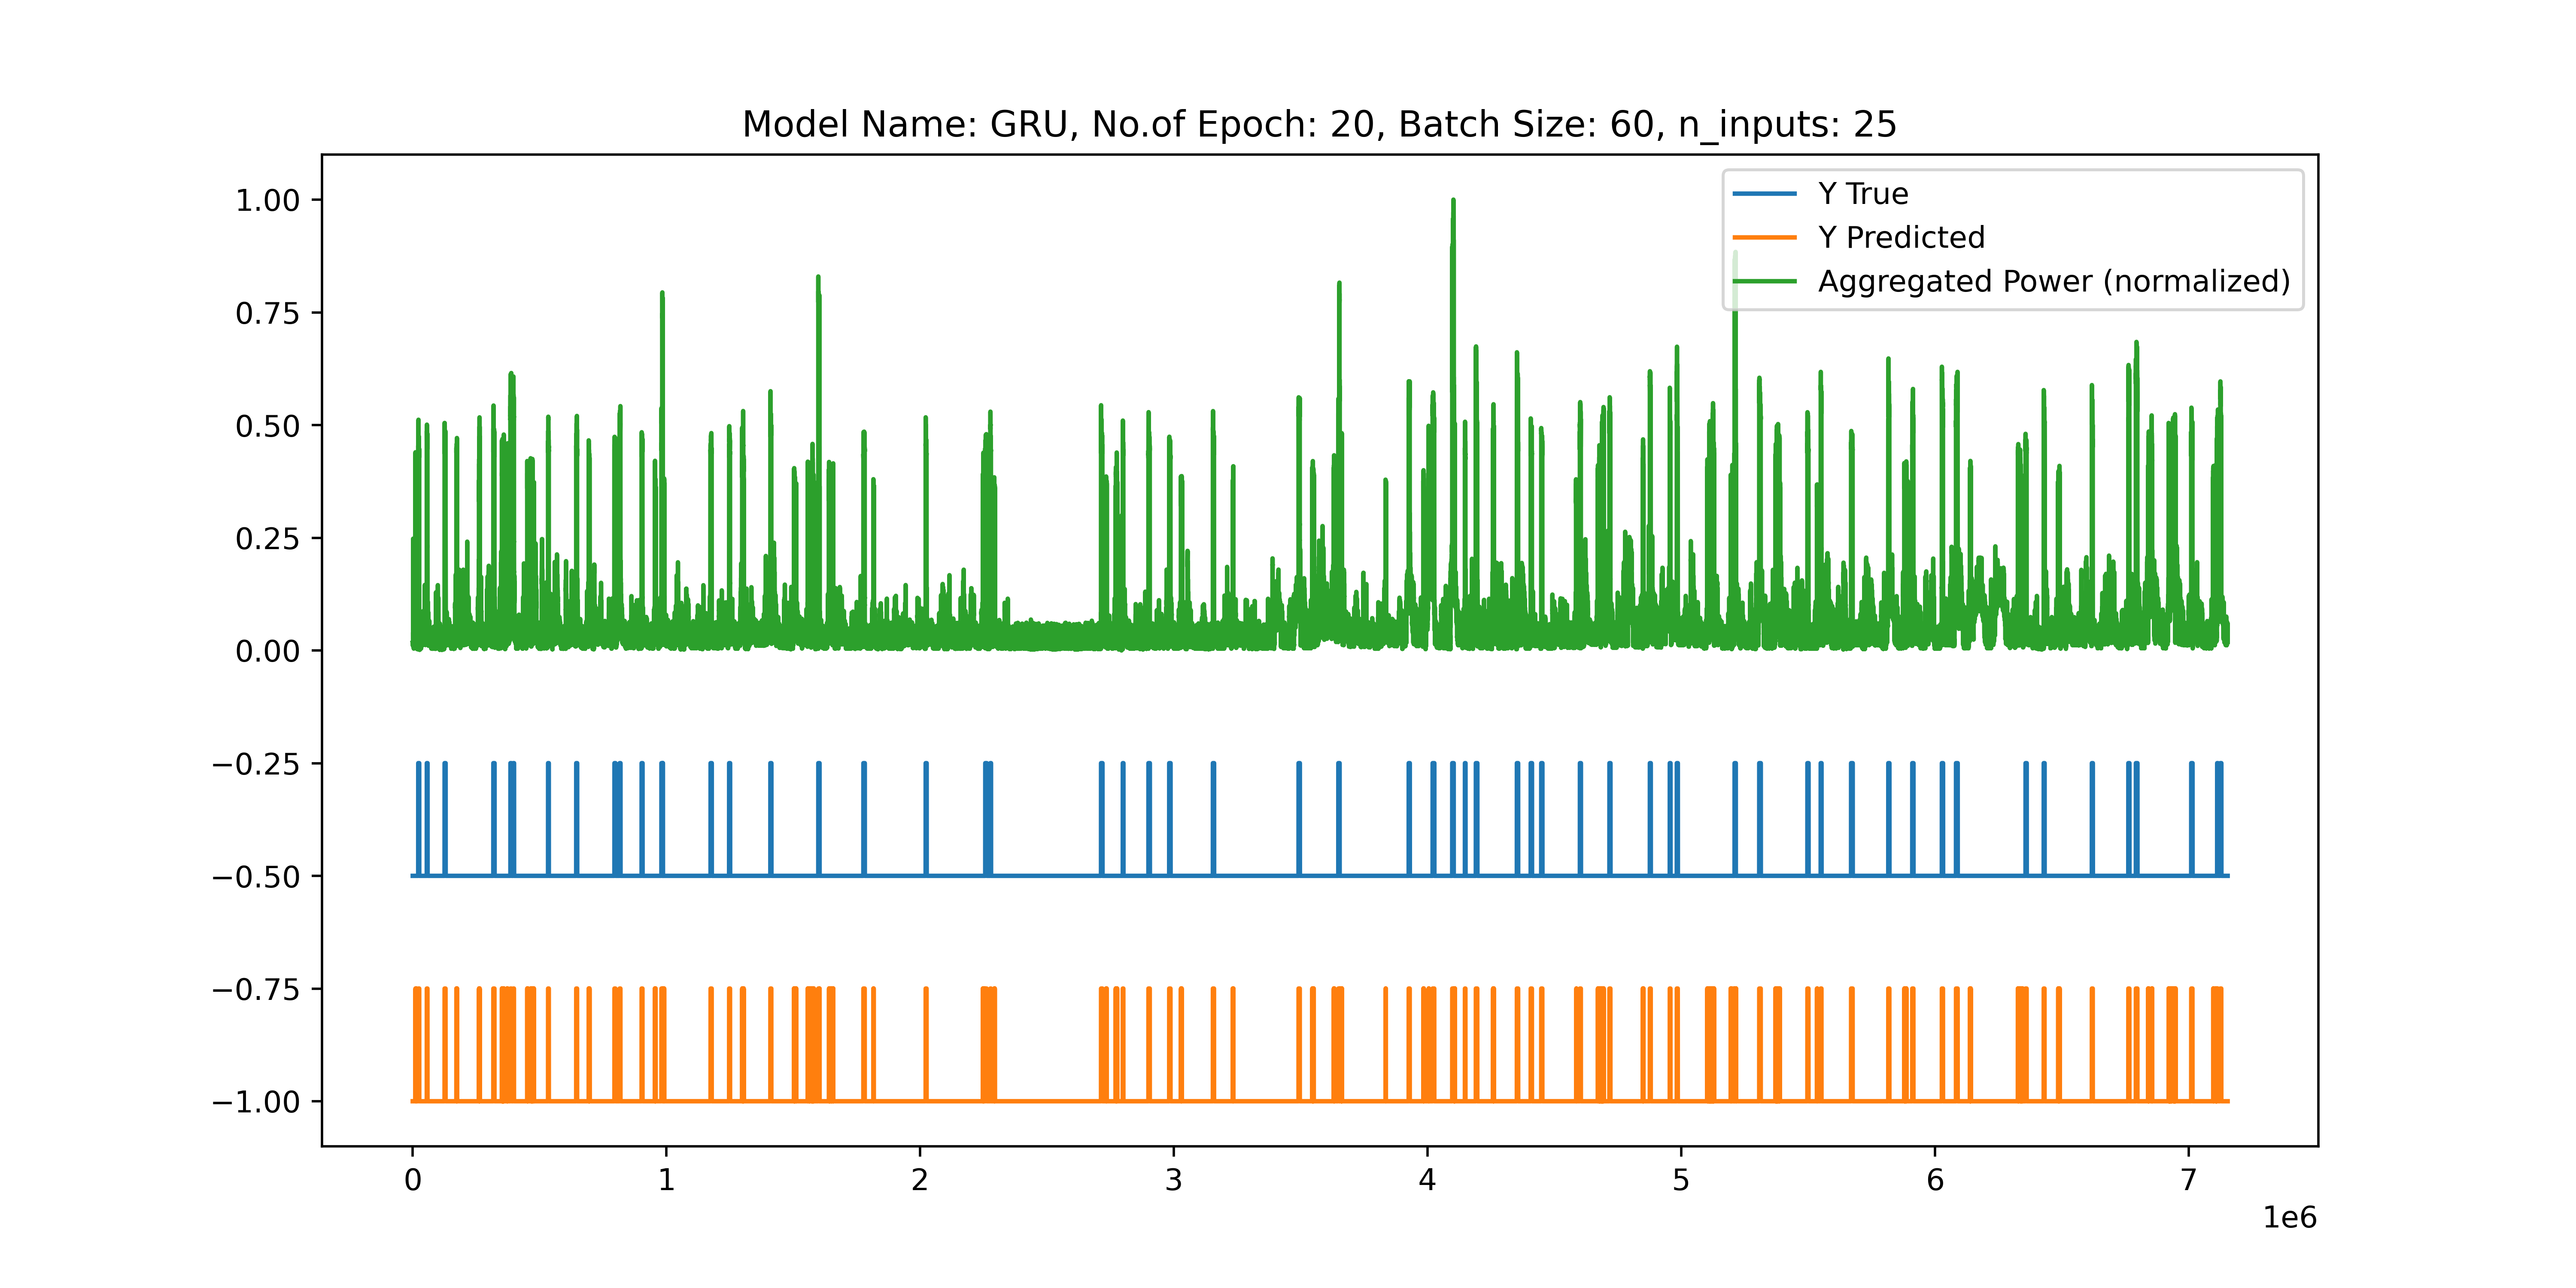 Model Name: GRU, No.of Epoch: 20, Batch Size: 60, n_inputs: 25
Y True
Y Predicted
Aggregated Power (normalized)
1.00
0.75
0.50
0.25
0.00
−0.25
−0.50
−0.75
−1.00
0 1 2 3 4 5 6 7
1e6